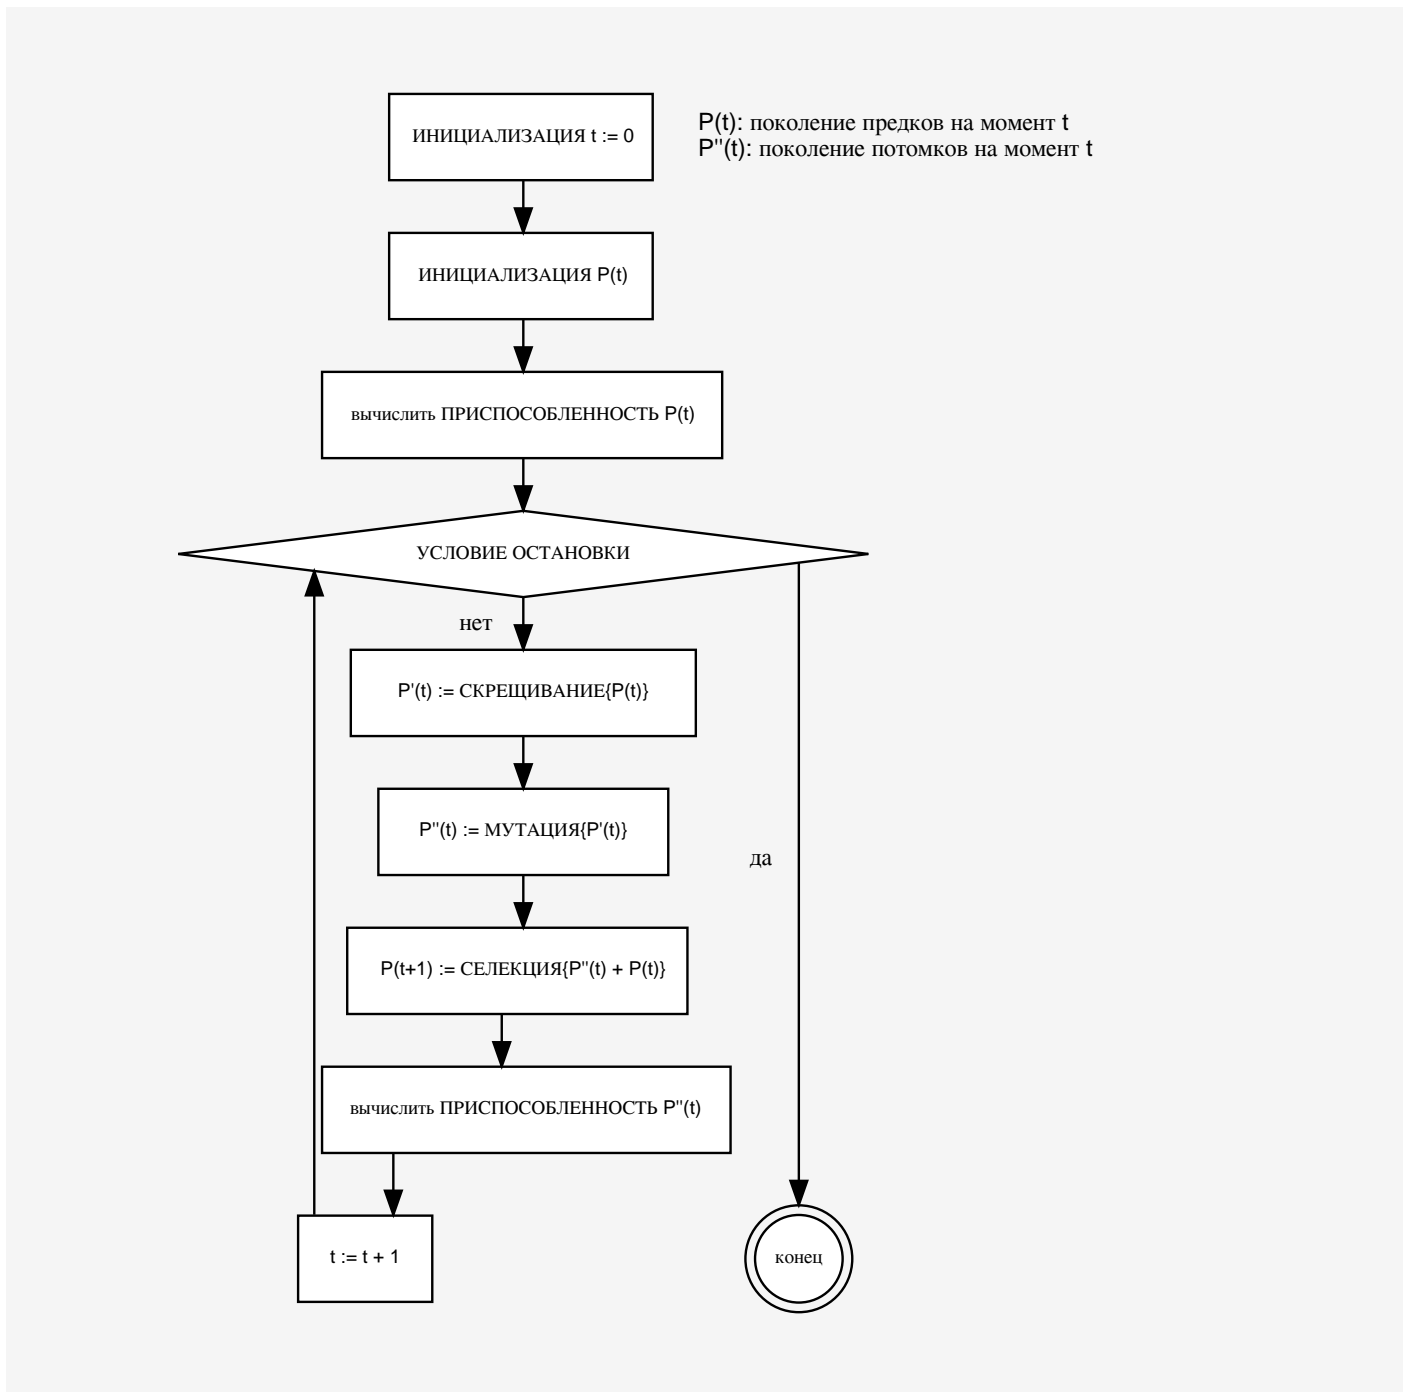 ИНИЦИАЛИЗАЦИЯ t := 0
P(t): поколение предков на момент t
P''(t): поколение потомков на момент t
ИНИЦИАЛИЗАЦИЯ P(t)
вычислить ПРИСПОСОБЛЕННОСТЬ P(t)
УСЛОВИЕ ОСТАНОВКИ
нет
P'(t) := СКРЕЩИВАНИЕ{P(t)}
P''(t) := МУТАЦИЯ{P'(t)}
да
P(t+1) := СЕЛЕКЦИЯ{P''(t) + P(t)}
вычислить ПРИСПОСОБЛЕННОСТЬ P''(t)
t := t + 1
конец